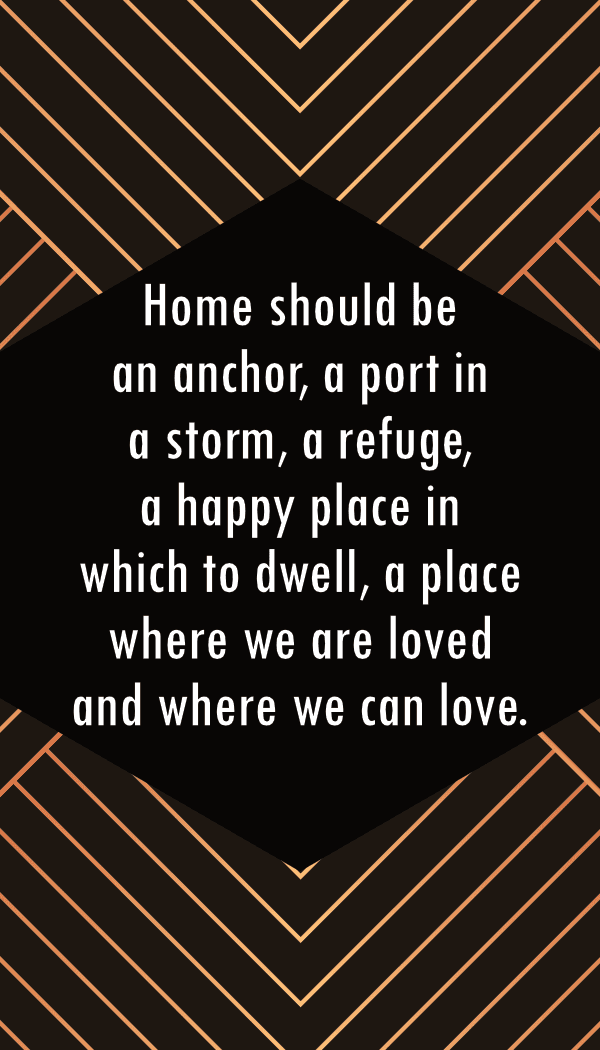 Home should be
an anchor, a port in
a storm, a refuge,
a happy place in
which to dwell, a place
where we are loved
and where we can love.